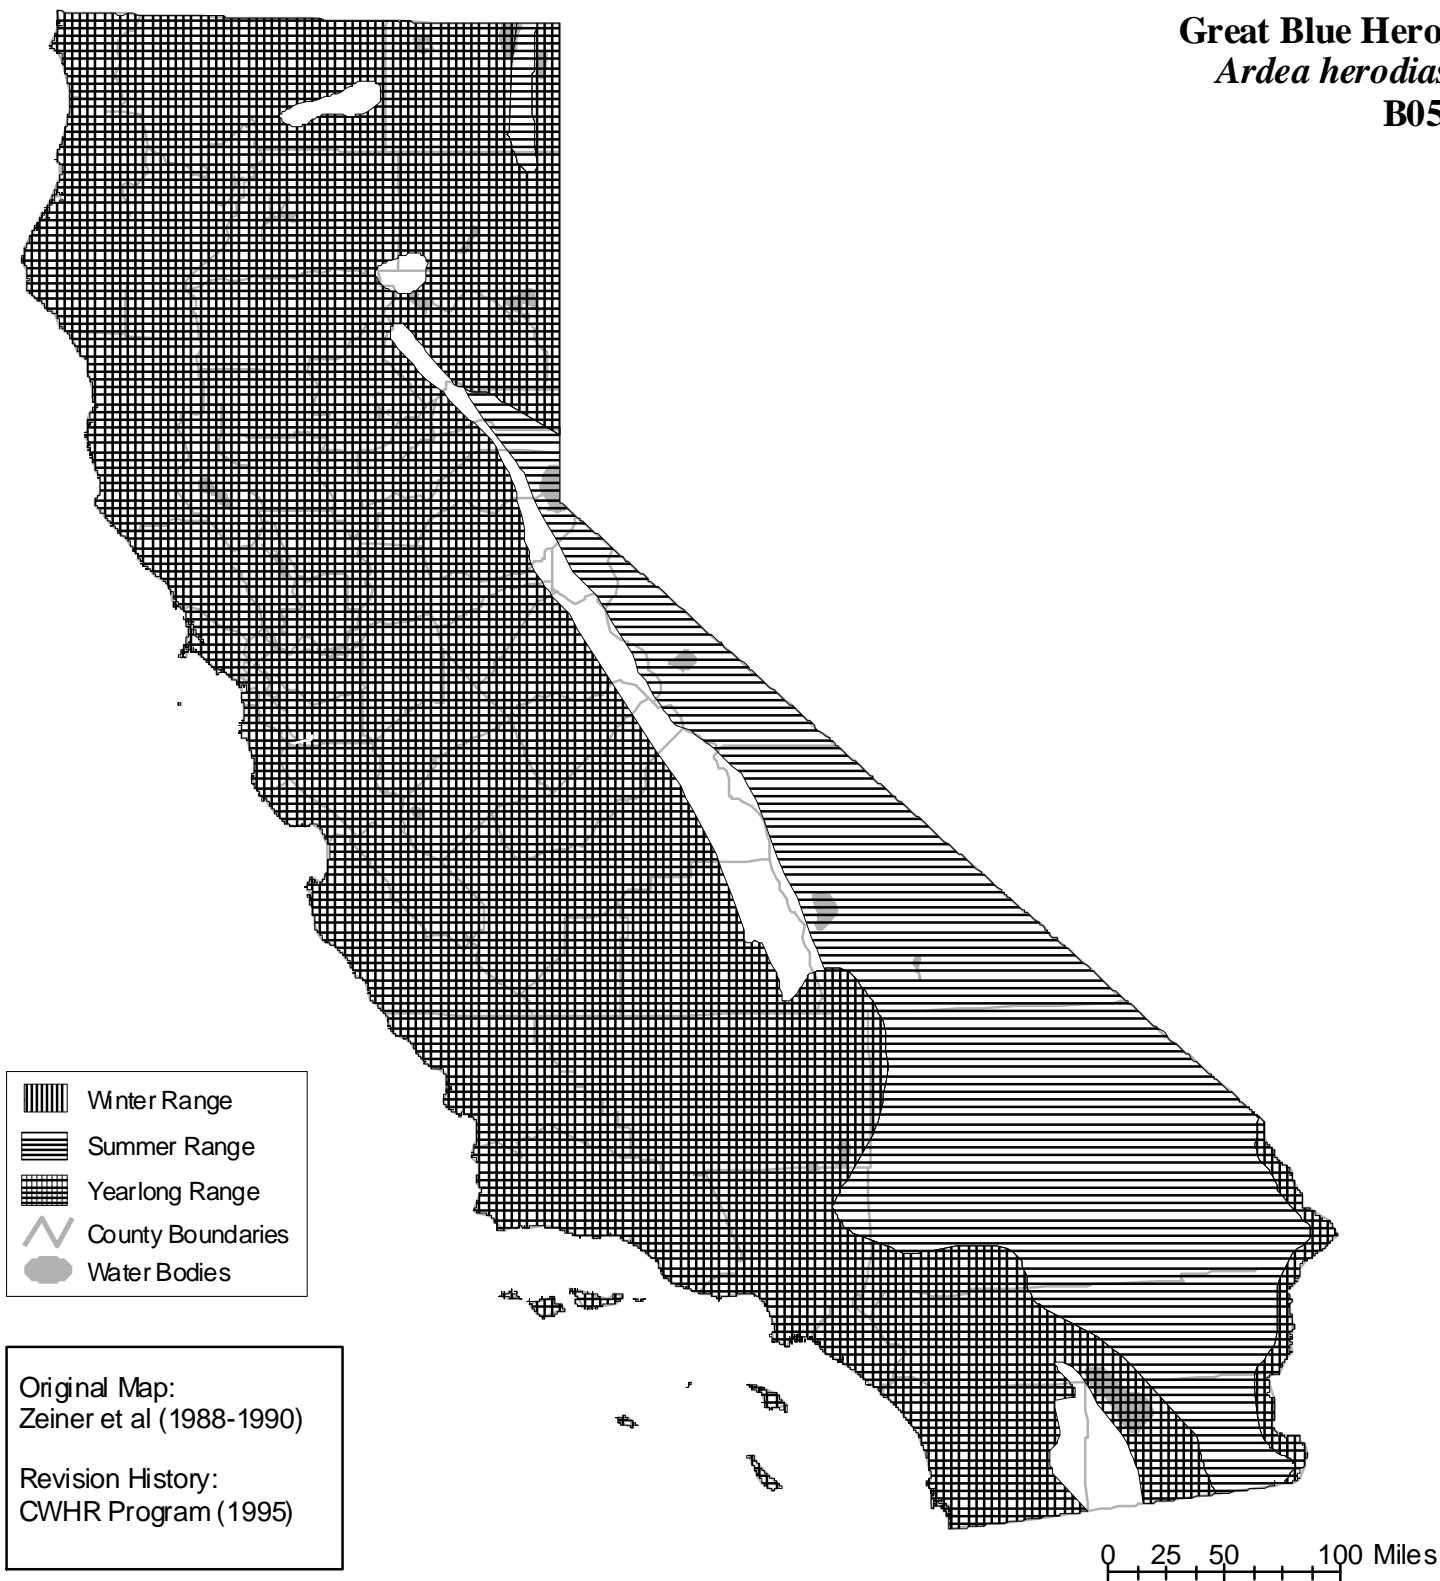 Great Blue Hero
Ardea herodias
B05
Winter Range
Summer Range
Yearlong Range
County Boundaries
Water Bodies
Original Map:
Zeiner et al (1988-1990)
Revision History:
CWHR Program (1995)
0 25 50 100 Miles